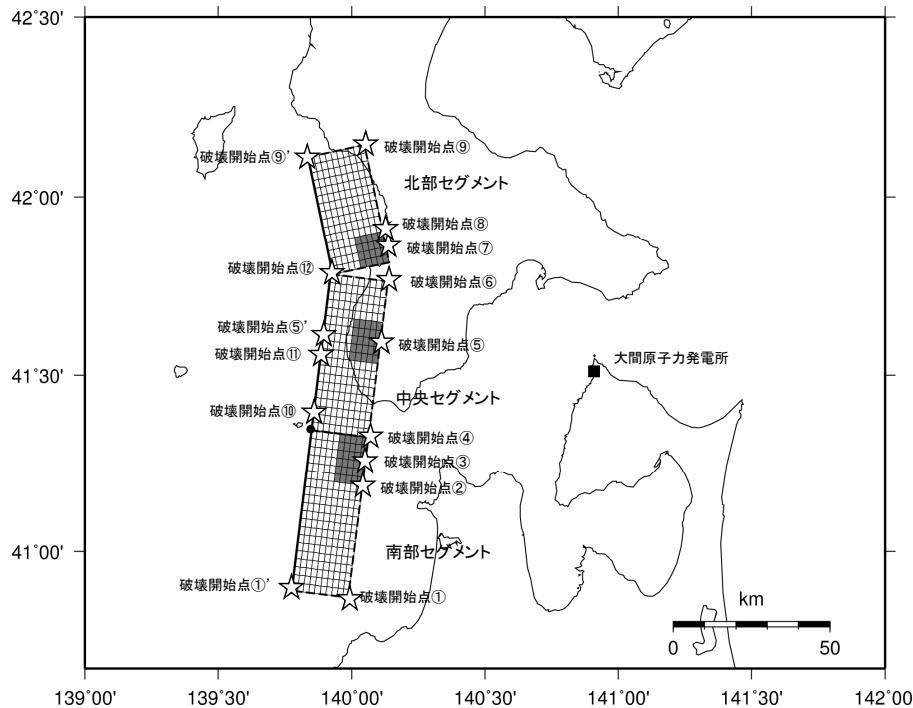 42˚30'
破壊開始点⑨'
破壊開始点⑨
北部セグメント
42˚00'
破壊開始点⑧
破壊開始点⑦
破壊開始点⑫
破壊開始点⑥
破壊開始点⑤'
破壊開始点⑤
破壊開始点⑪
大間原子力発電所
41˚30'
中央セグメント
破壊開始点⑩
破壊開始点④
破壊開始点③
破壊開始点②
41˚00'
南部セグメント
破壊開始点①'
破壊開始点①
km
0 50
139˚00' 139˚30' 140˚00' 140˚30' 141˚00' 141˚30' 142˚00'